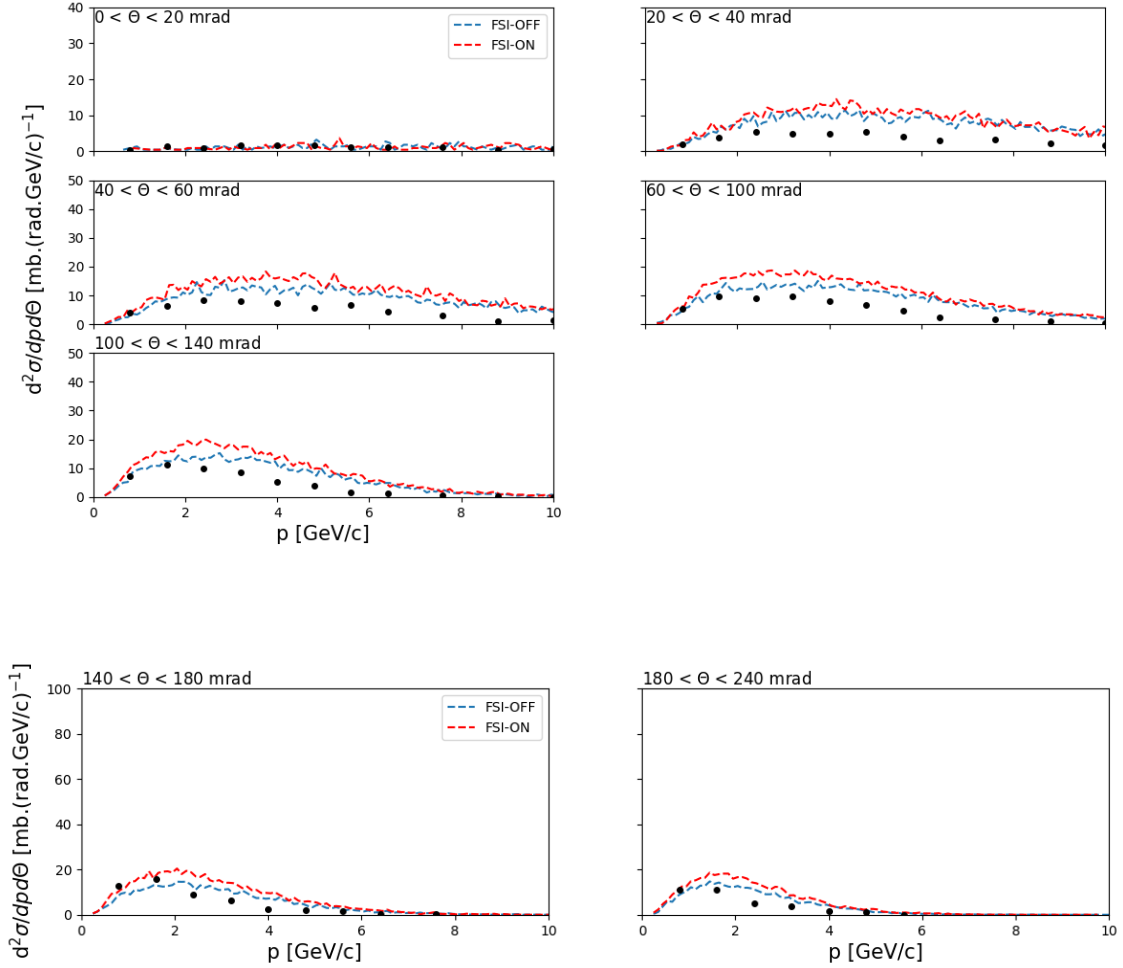 0 < Θ < 20 mrad
FSI-OFF
FSI-ON
40
30
20
10
0
20 < Θ < 40 mrad
d²σ/dpdΘ [mb.(rad.GeV/c)⁻¹]
40 < Θ < 60 mrad
50
40
30
20
10
0
60 < Θ < 100 mrad
100 < Θ < 140 mrad
50
40
30
20
10
0
0 2 4 6 8 10
p [GeV/c]
d²σ/dpdΘ [mb.(rad.GeV/c)⁻¹]
140 < Θ < 180 mrad
FSI-OFF
FSI-ON
100
80
60
40
20
0
0 2 4 6 8 10
p [GeV/c]
180 < Θ < 240 mrad
0 2 4 6 8 10
p [GeV/c]